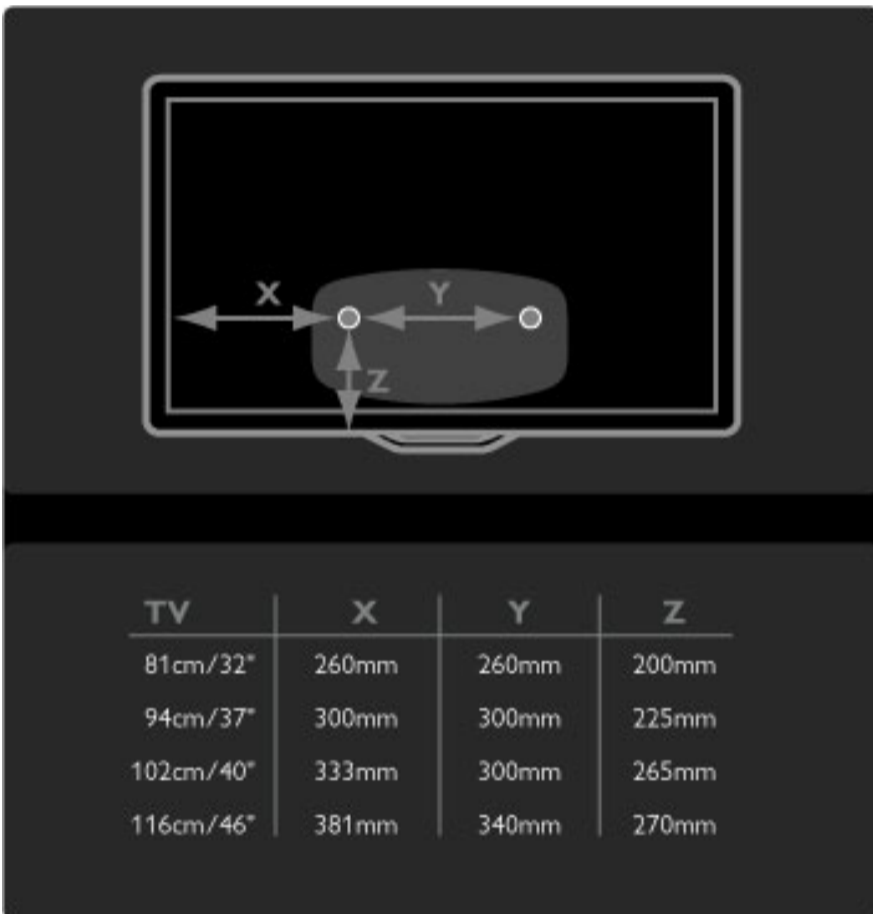 X Y
Z
TV X Y Z
81cm/32" 260mm 260mm 200mm
94cm/37" 300mm 300mm 225mm
102cm/40" 333mm 300mm 265mm
116cm/46" 381mm 340mm 270mm